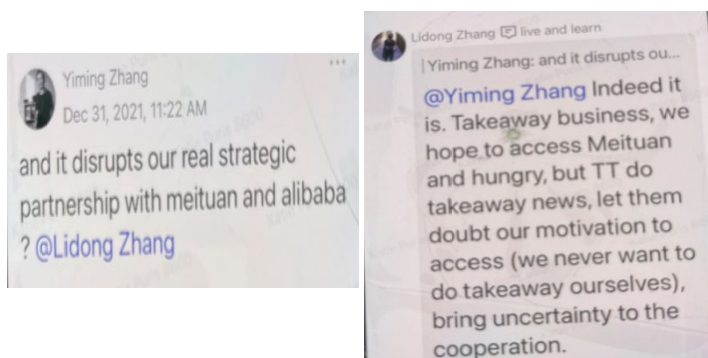 Yiming Zhang
Dec 31, 2021, 11:22 AM
and it disrupts our real strategic
partnership with meituan and alibaba
? @Lidong Zhang
Lidong Zhang live and learn
Yiming Zhang: and it disrupts ou...
@Yiming Zhang Indeed it
is. Takeaway business, we
hope to access Meituan
and hungry, but TT do
takeaway news, let them
doubt our motivation to
access (we never want to
do takeaway ourselves),
bring uncertainty to the
cooperation.